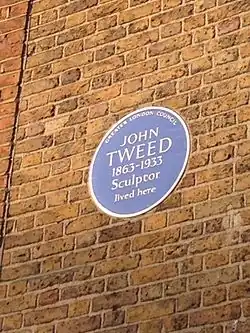 GREATER LONDON COUNCIL
JOHN
TWEED
1863-1933
Sculptor
lived here